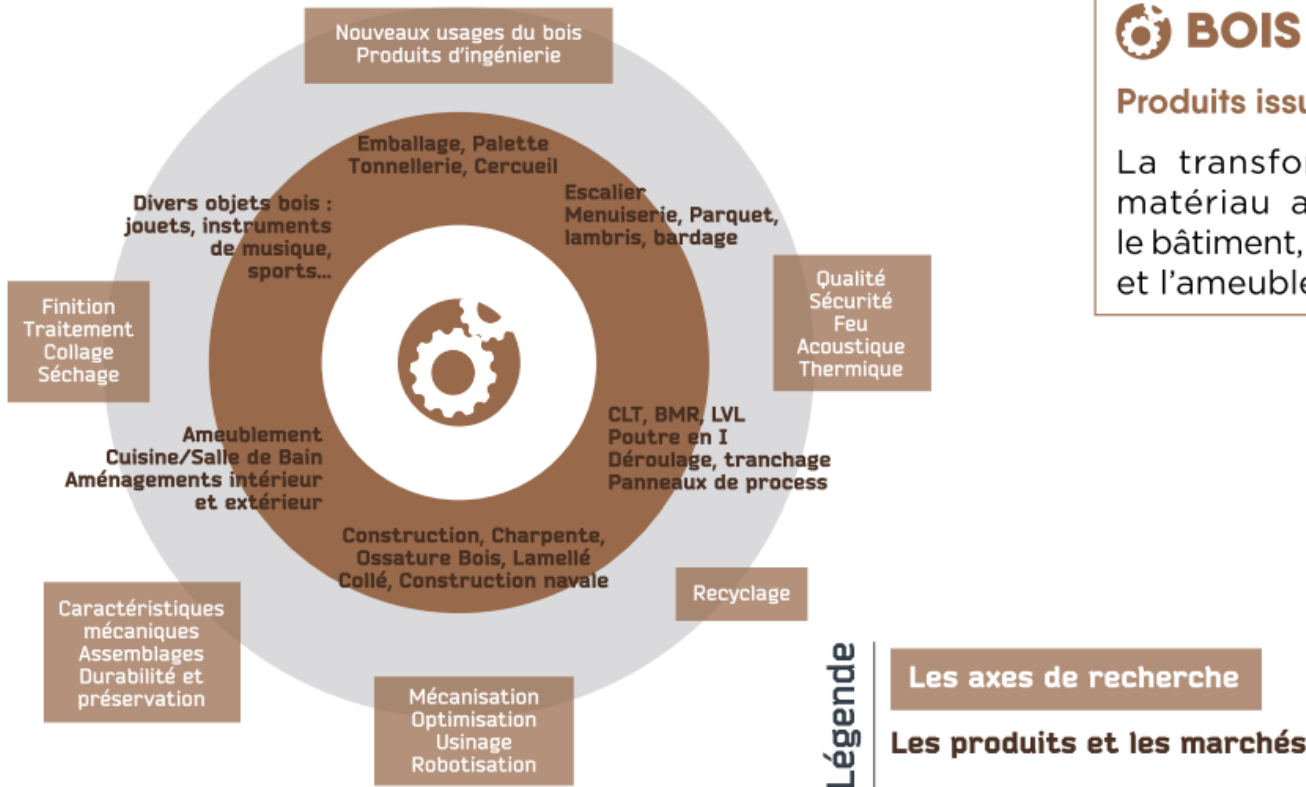 Nouveaux usages du bois
Produits d'ingénierie
Emballage, Palette
Tonnellerie, Cercueil
Divers objets bois :
jouets, instruments
de musique,
sports...
Escalier
Menuiserie, Parquet,
lambris, bardage
Finition
Traitement
Collage
Séchage
Qualité
Sécurité
Feu
Acoustique
Thermique
Ameublement
Cuisine/Salle de Bain
Aménagements intérieur
et extérieur
CLT, BMR, LVL
Poutre en I
Déroulage, tranchage
Panneaux de process
Construction, Charpente,
Ossature Bois, Lamellé
Collé, Construction navale
Caractéristiques
mécaniques
Assemblages
Durabilité et
préservation
Mécanisation
Optimisation
Usinage
Robotisation
Recyclage
BOIS
Produits
La
matériau
le bâtiment,
et
Légende
Les axes de recherche
Les produits et les marchés